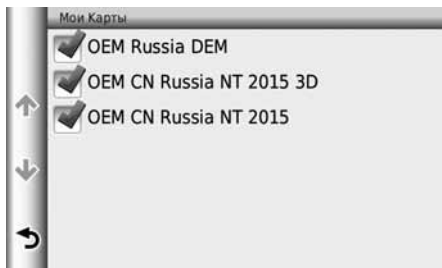 Мои Карты
OEM Russia DEM
OEM CN Russia NT 2015 3D
OEM CN Russia NT 2015